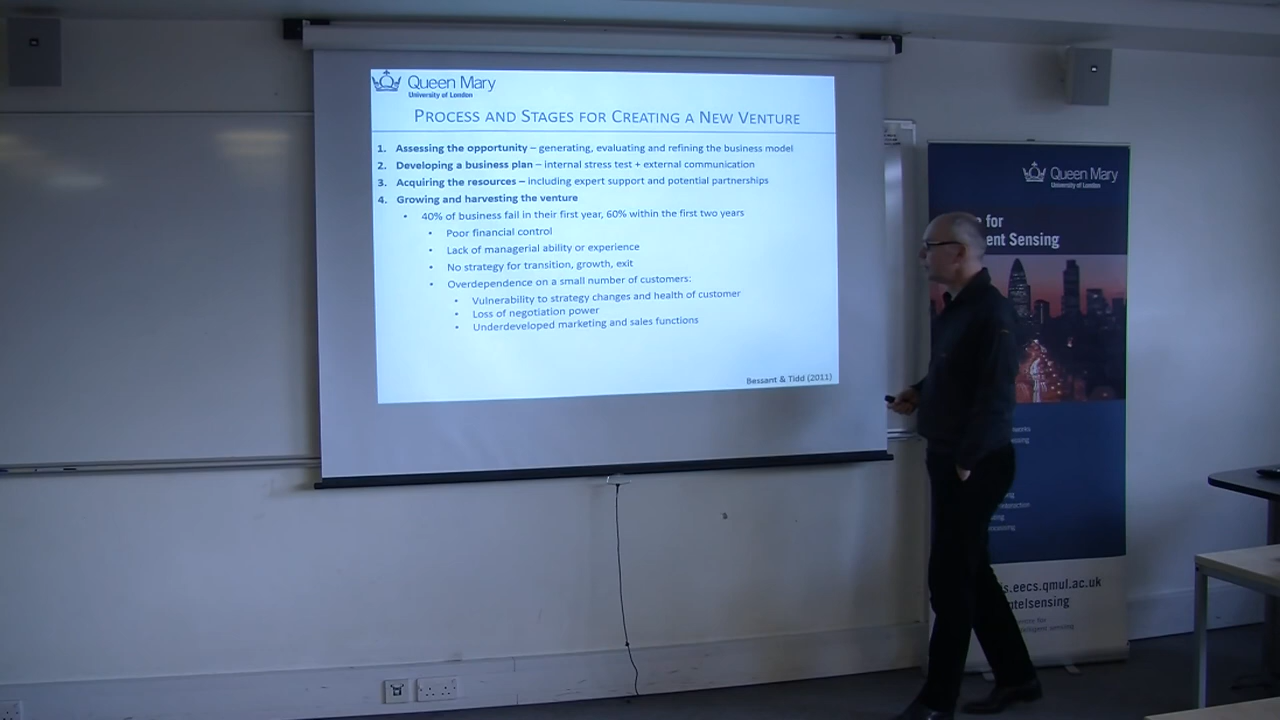 Queen Mary
University of London
PROCESS AND STAGES FOR CREATING A NEW VENTURE
1. Assessing the opportunity – generating, evaluating and refining the business model
2. Developing a business plan – internal stress test + external communication
3. Acquiring the resources – including expert support and potential partnerships
4. Growing and harvesting the venture
• 40% of business fail in their first year, 60% within the first two years
• Poor financial control
• Lack of managerial ability or experience
• No strategy for transition, growth, exit
• Overdependence on a small number of customers:
• Vulnerability to strategy changes and health of customer
• Loss of negotiation power
• Underdeveloped marketing and sales functions
Bessant & Tidd (2011)
Queen Mary
University of London
for
Sensing
.eecs.qmul.ac.uk